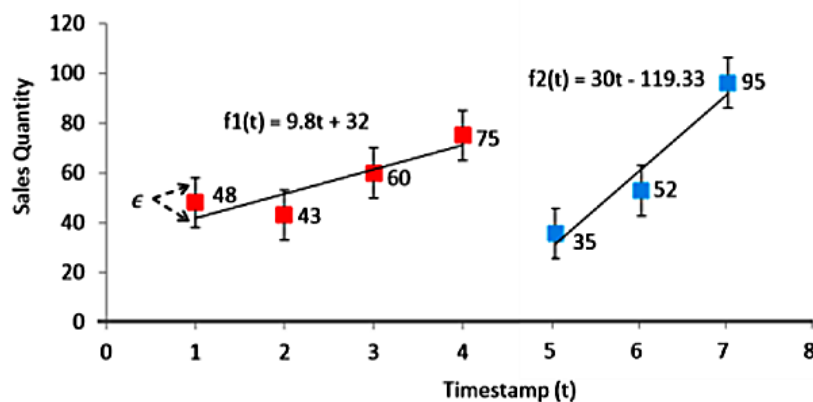 120
100
80
60
40
20
0
Sales Quantity
f1(t) = 9.8t + 32
f2(t) = 30t - 119.33
ϵ
48
43
60
75
35
52
95
0 1 2 3 4 5 6 7 8
Timestamp (t)